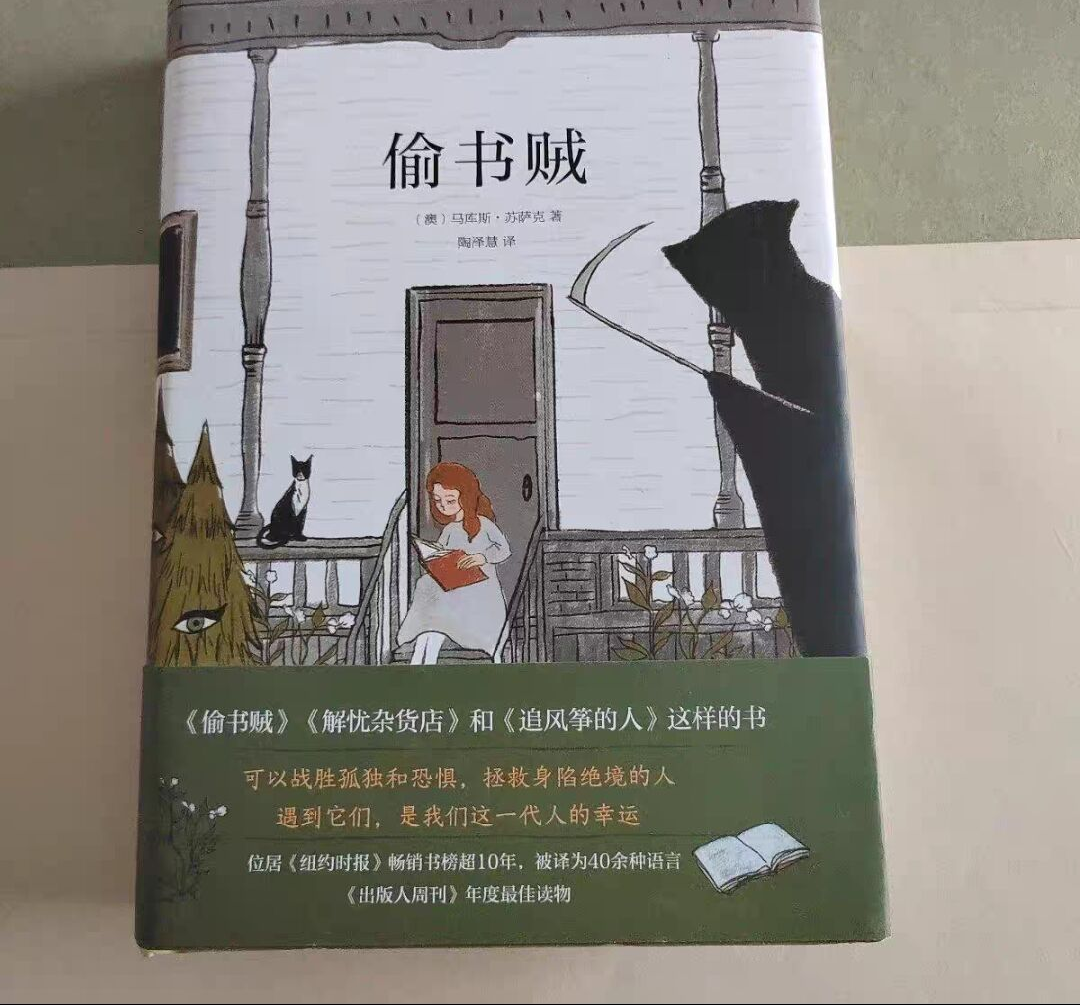 偷书贼
（澳）马库斯·苏萨克 著
陶泽慧 译
《偷书贼》《解忧杂货店》和《追风筝的人》这样的书
可以战胜孤独和恐惧，拯救身陷绝境的人
遇到它们，是我们这一代人的幸运
位居《纽约时报》畅销书榜超10年，被译为40余种语言
《出版人周刊》年度最佳读物